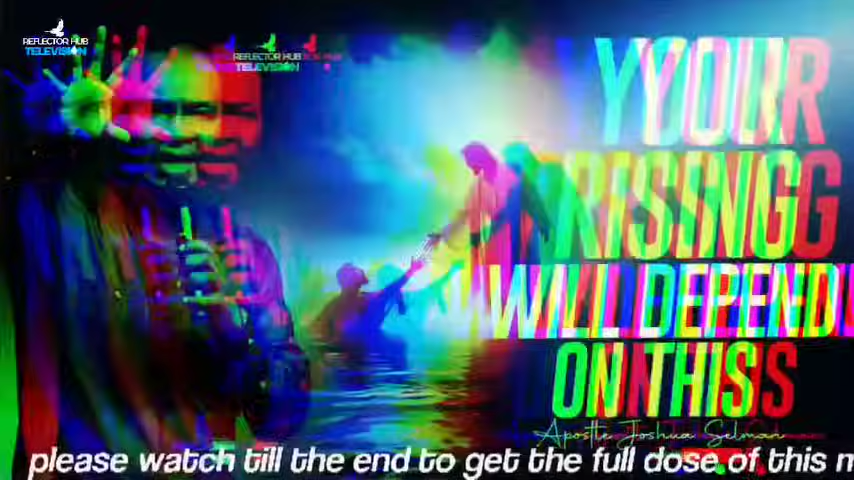 REFLECTOR HUB
TELEVISION
REFLECTOR HUB
TELEVISION
YOUR
RISING
WILL DEPEND
ON THIS
Apostle Joshua Selman
please watch till the end to get the full dose of this m